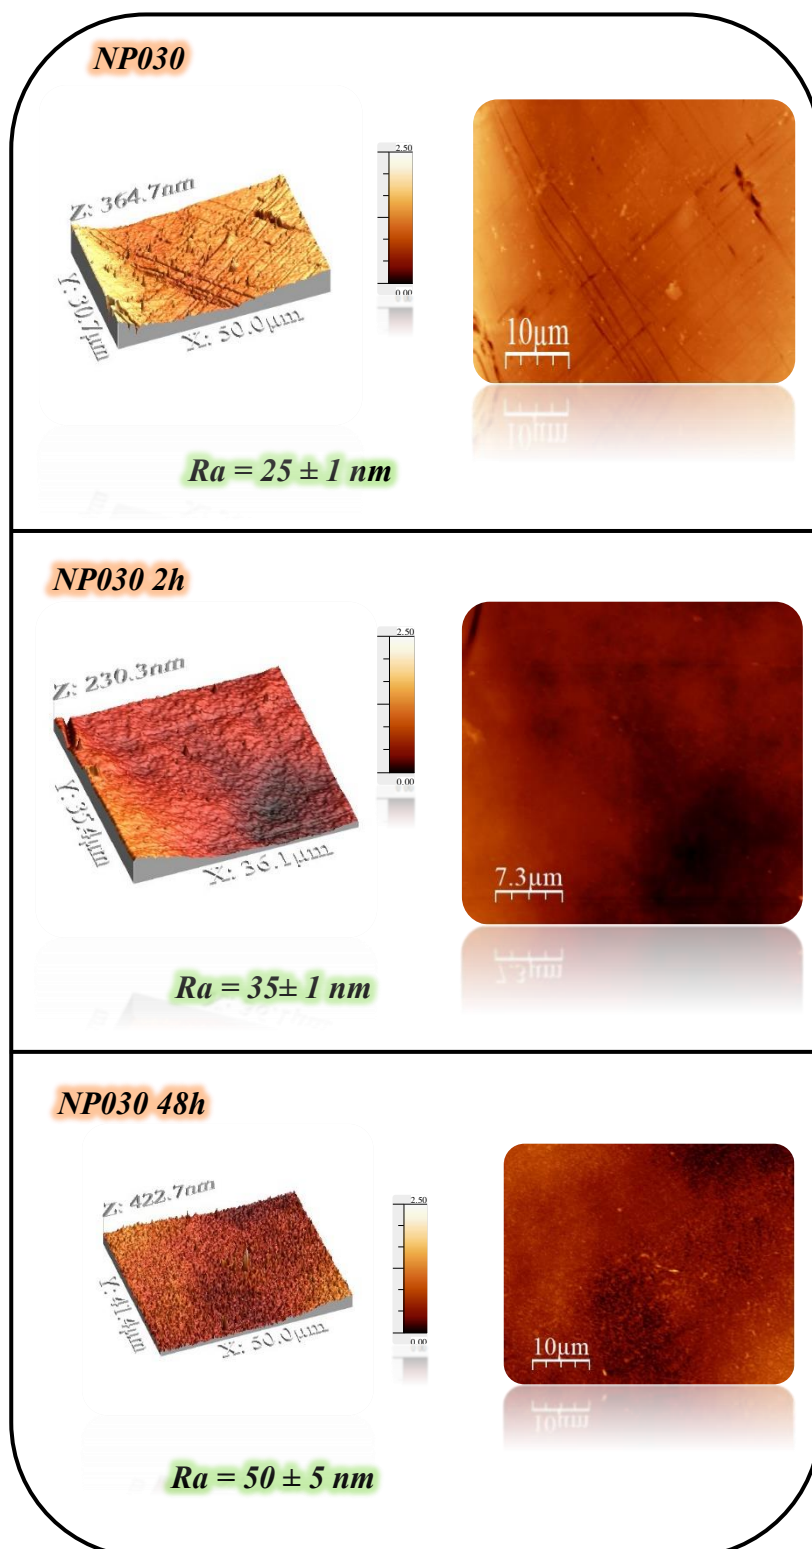 NP030
Z: 364.7nm
Y: 30.7µm
X: 50.0µm
2.50
0.00
10µm
Ra = 25 ± 1 nm
NP030 2h
Z: 230.3nm
Y: 35.4µm
X: 36.1µm
2.50
0.00
7.3µm
Ra = 35± 1 nm
NP030 48h
Z: 422.7nm
Y: 41.4µm
X: 50.0µm
2.50
0.00
10µm
Ra = 50 ± 5 nm